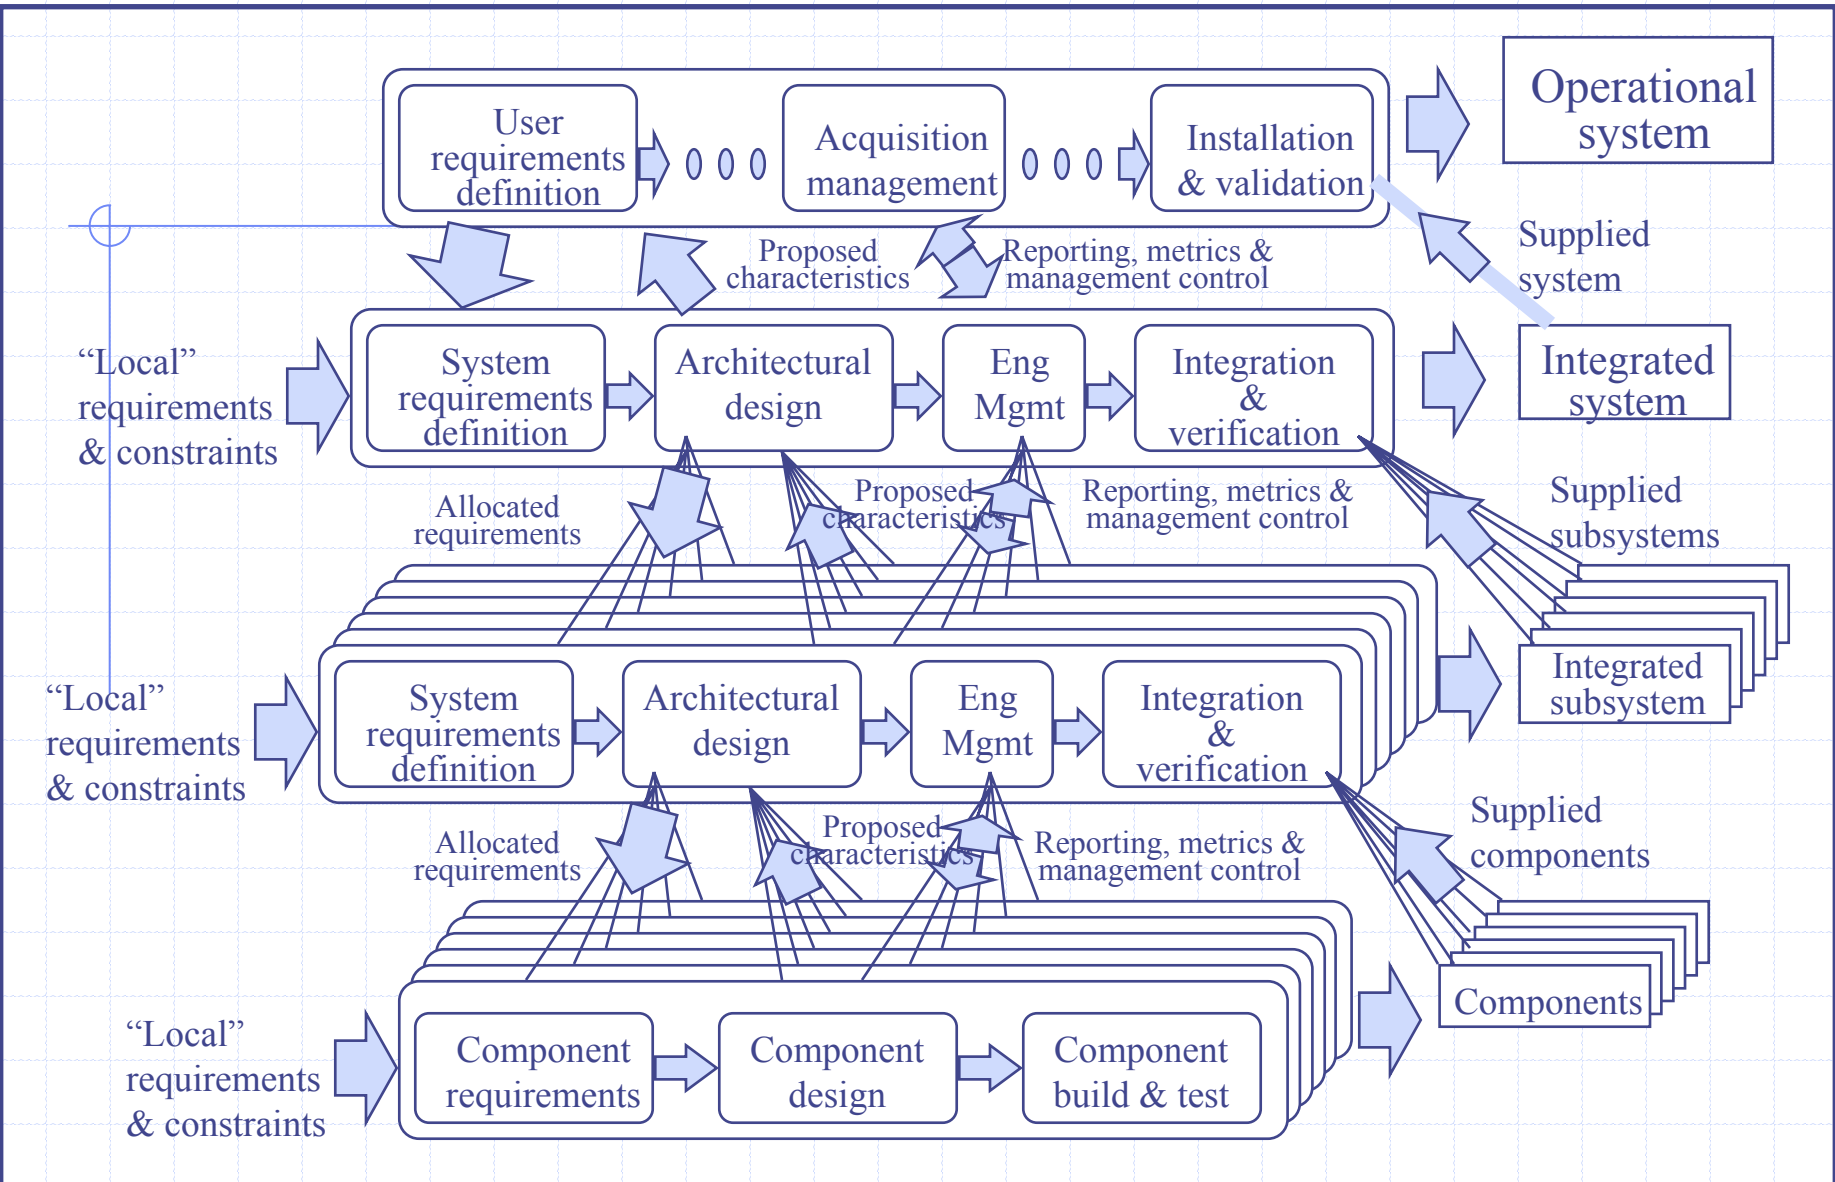 User
requirements
definition
Acquisition
management
Installation
& validation
Operational
system
Proposed
characteristics
Reporting, metrics &
management control
Supplied
system
“Local”
requirements
& constraints
System
requirements
definition
Architectural
design
Eng
Mgmt
Integration
&
verification
Integrated
system
Allocated
requirements
Proposed
characteristics
Reporting, metrics &
management control
Supplied
subsystems
“Local”
requirements
& constraints
System
requirements
definition
Architectural
design
Eng
Mgmt
Integration
&
verification
Integrated
subsystem
Allocated
requirements
Proposed
characteristics
Reporting, metrics &
management control
Supplied
components
“Local”
requirements
& constraints
Component
requirements
Component
design
Component
build & test
Components